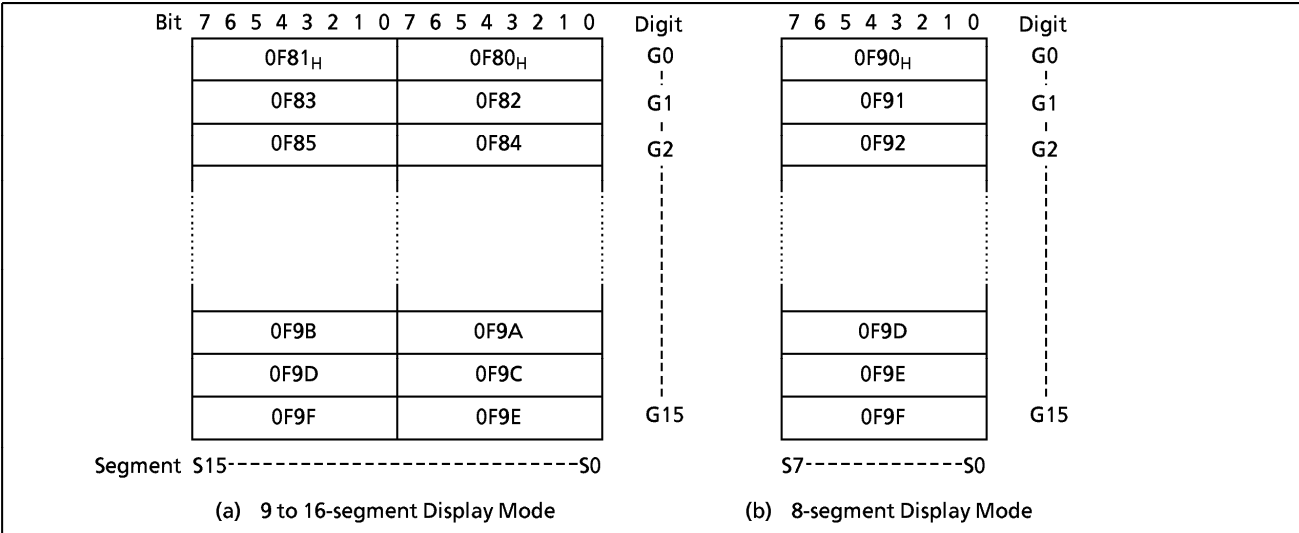 Bit 7 6 5 4 3 2 1 0 7 6 5 4 3 2 1 0 Digit 7 6 5 4 3 2 1 0 Digit
0F81H 0F80H G0 0F90H G0
0F83 0F82 G1 0F91 G1
0F85 0F84 G2 0F92 G2
0F9B 0F9A 0F9D
0F9D 0F9C 0F9E
0F9F 0F9E G15 0F9F G15
Segment S15 S0 S7 S0
(a) 9 to 16-segment Display Mode (b) 8-segment Display Mode